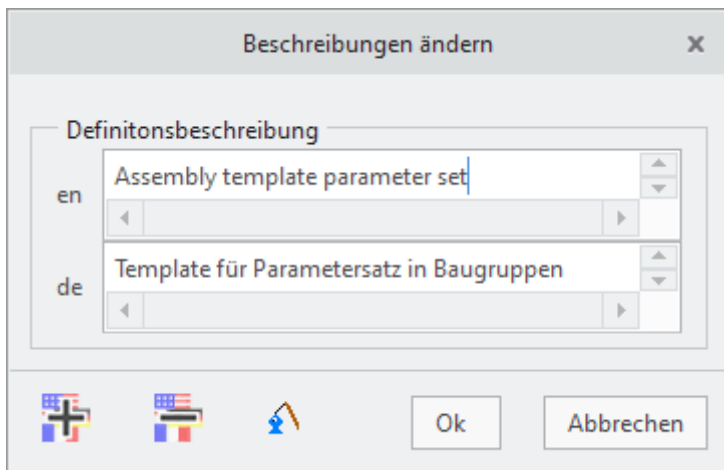 Beschreibungen ändern
Definitonsbeschreibung
en
Assembly template parameter set
de
Template für Parametersatz in Baugruppen
Ok
Abbrechen